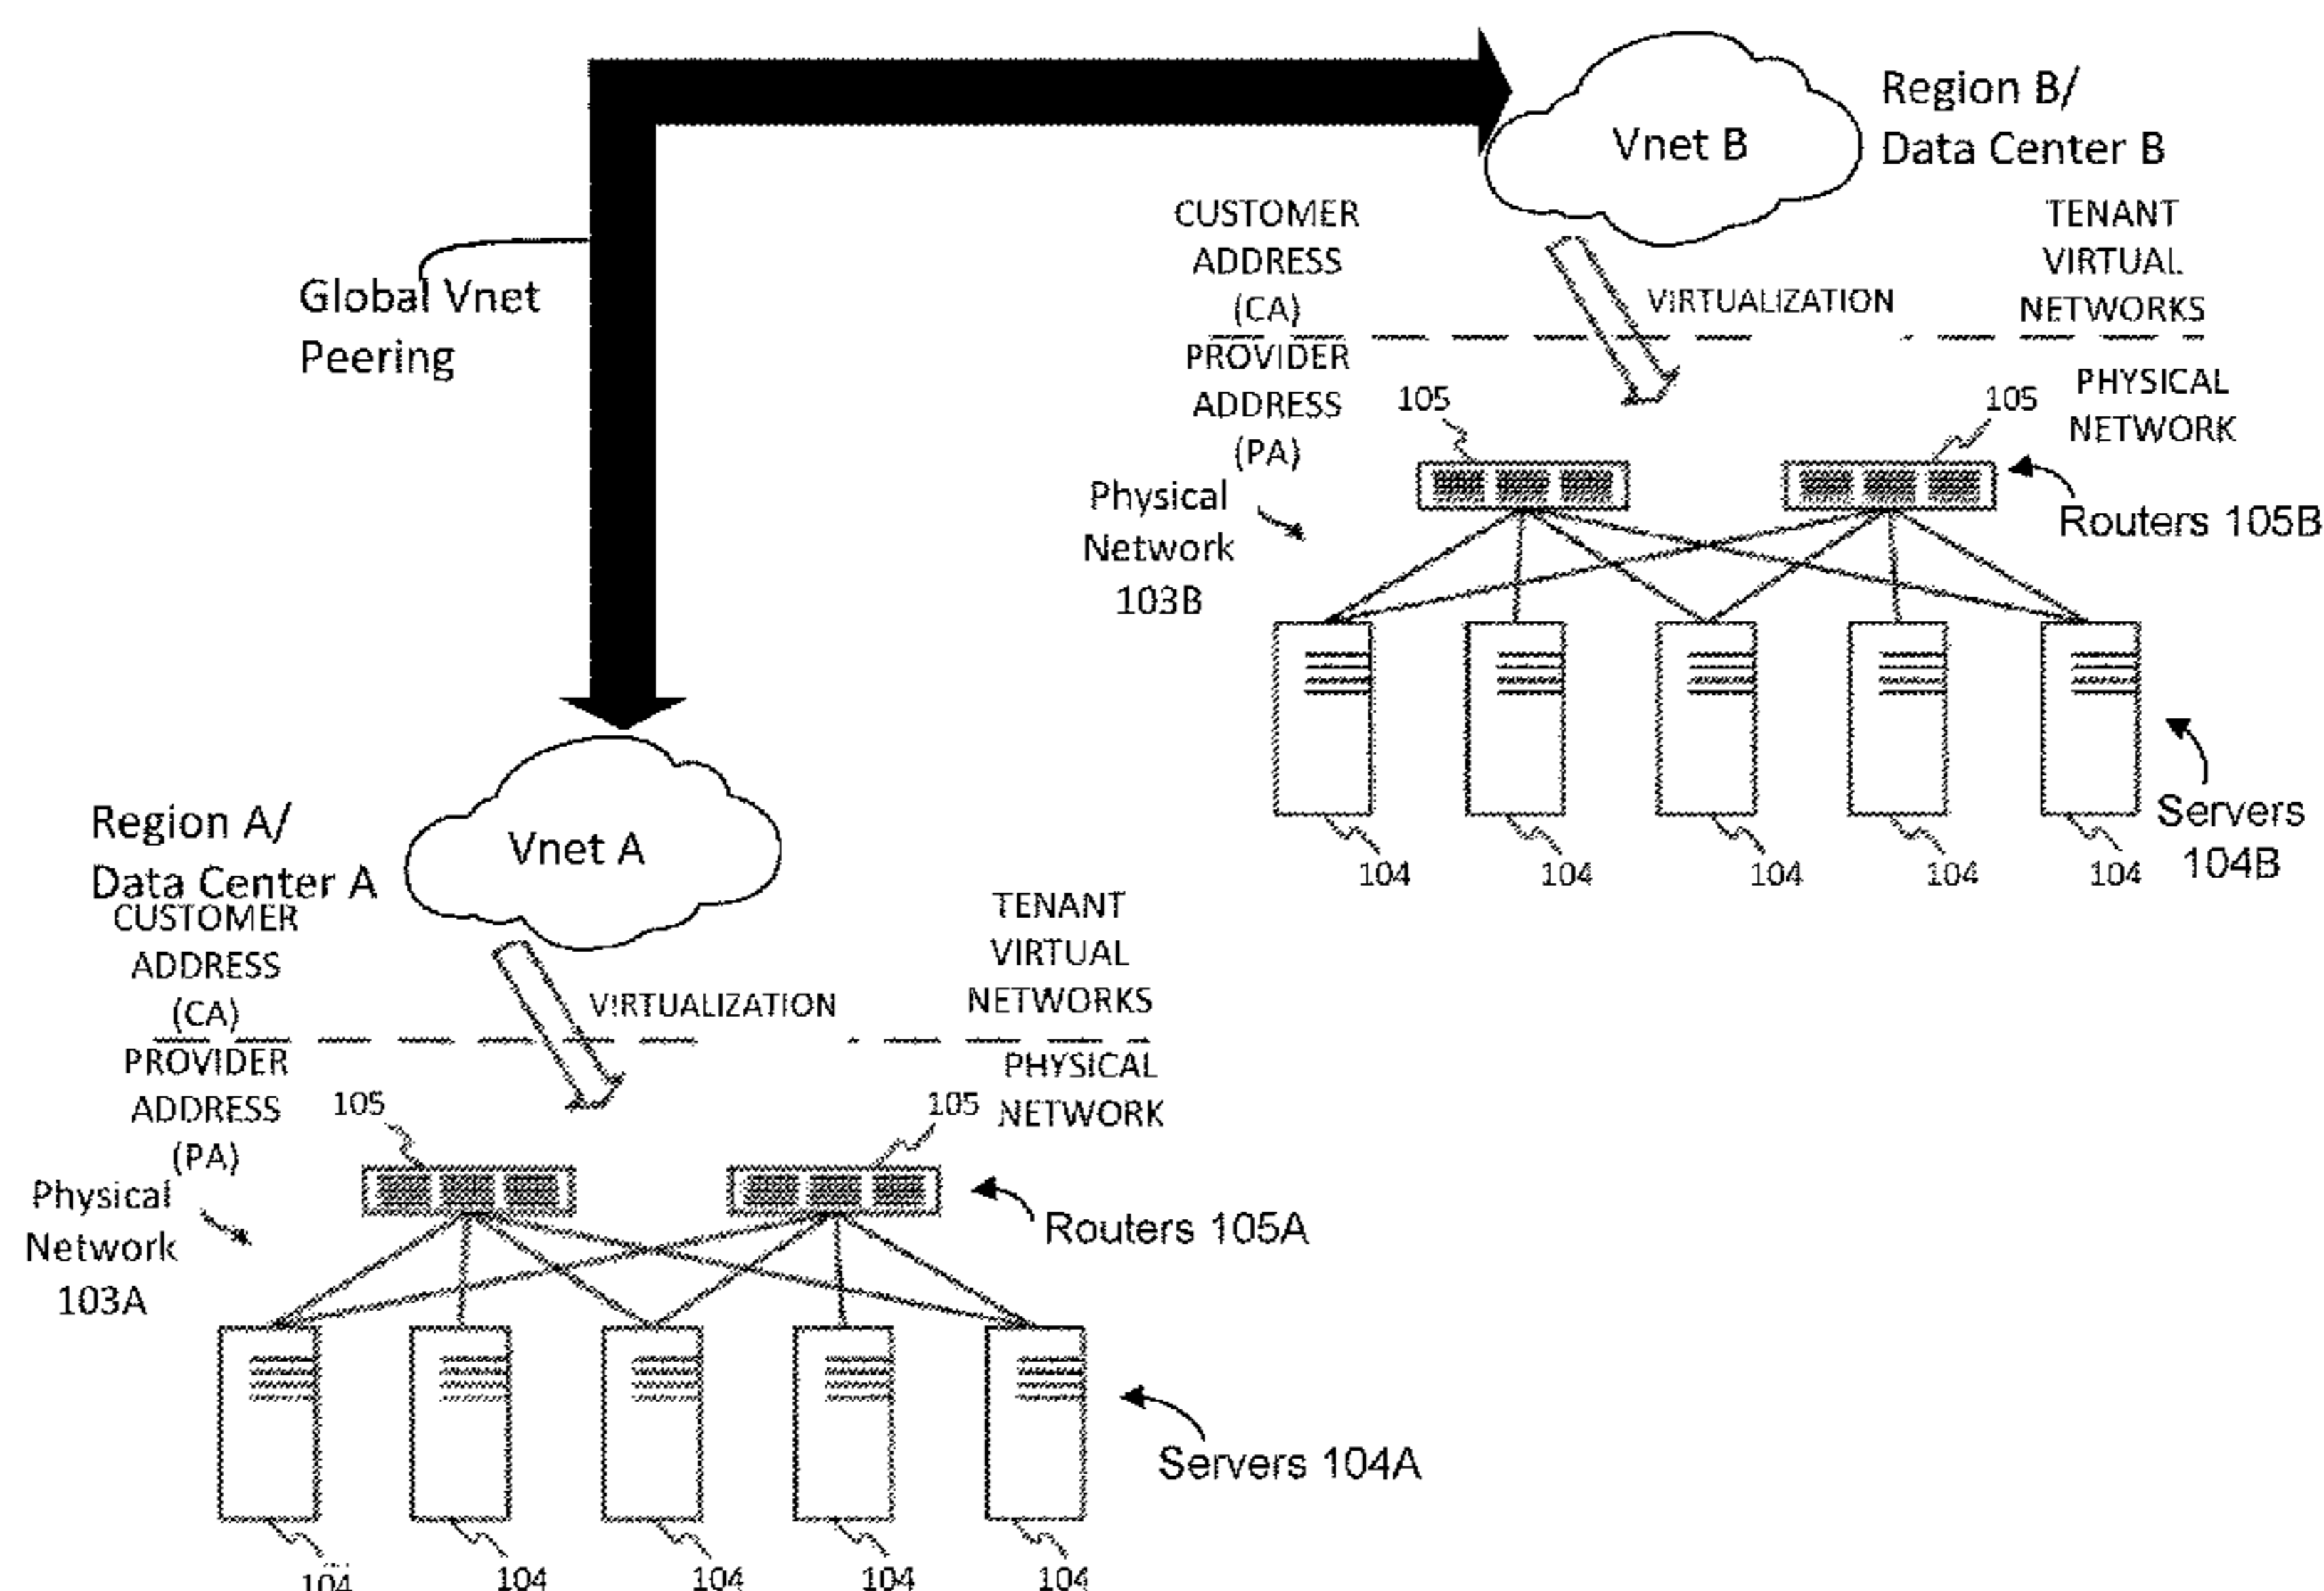 Region B/
Data Center B
Vnet B
CUSTOMER
ADDRESS
(CA)
TENANT
VIRTUAL
NETWORKS
VIRTUALIZATION
Global Vnet
Peering
PROVIDER
ADDRESS
(PA)
PHYSICAL
NETWORK
105
105
Physical
Network
103B
Routers 105B
Servers
104B
104
104
104
104
104
Region A/
Data Center A
Vnet A
CUSTOMER
ADDRESS
(CA)
TENANT
VIRTUAL
NETWORKS
VIRTUALIZATION
PROVIDER
ADDRESS
(PA)
PHYSICAL
NETWORK
105
105
Physical
Network
103A
Routers 105A
Servers 104A
104
104
104
104
104